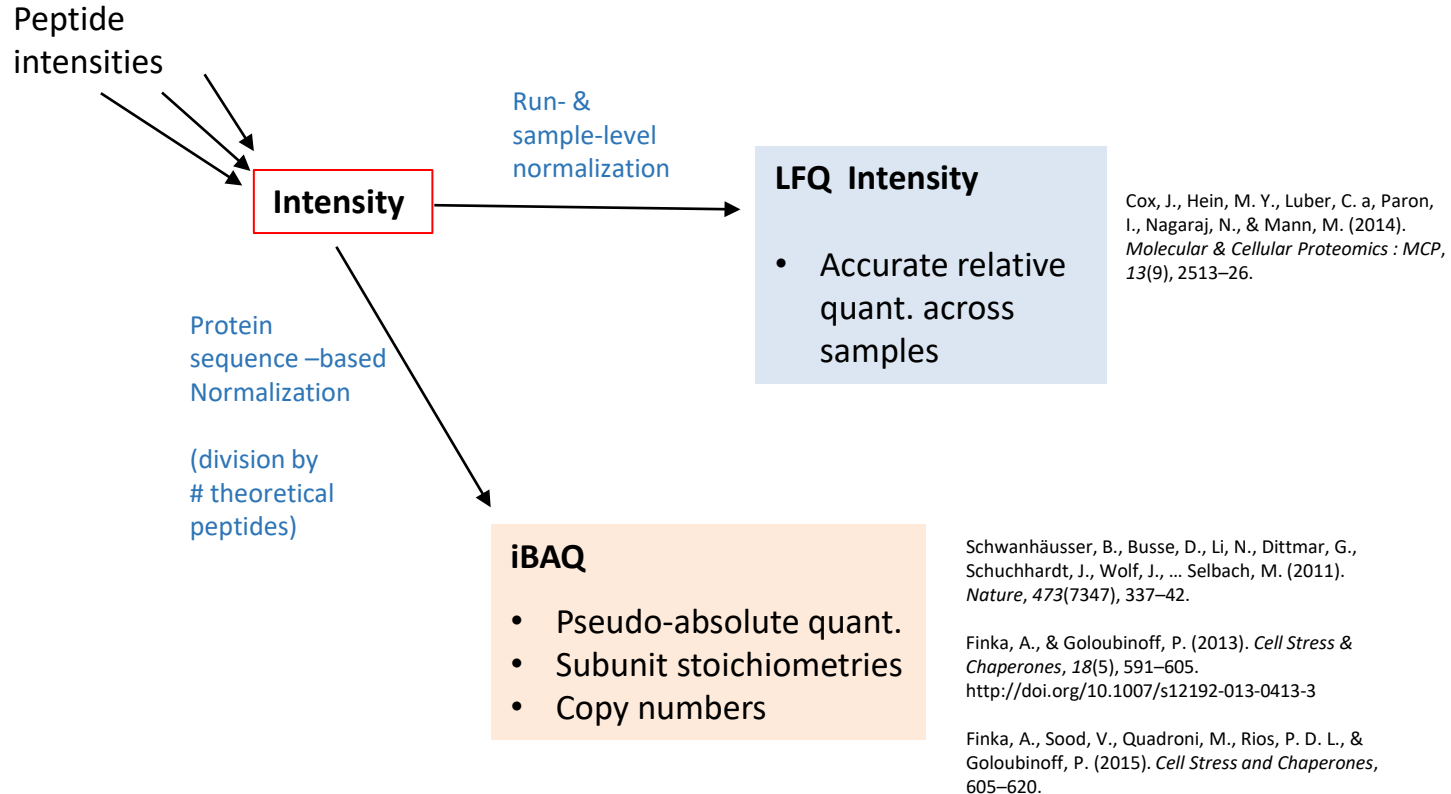 Peptide
intensities
Run- &
sample-level
normalization
Intensity
LFQ  Intensity
• Accurate relative
quant. across
samples
Cox, J., Hein, M. Y., Luber, C. a, Paron,
I., Nagaraj, N., & Mann, M. (2014).
Molecular & Cellular Proteomics : MCP,
13(9), 2513–26.
Protein
sequence –based
Normalization
(division by
# theoretical
peptides)
iBAQ
• Pseudo-absolute quant.
• Subunit stoichiometries
• Copy numbers
Schwanhäusser, B., Busse, D., Li, N., Dittmar, G.,
Schuchhardt, J., Wolf, J., … Selbach, M. (2011).
Nature, 473(7347), 337–42.
Finka, A., & Goloubinoff, P. (2013). Cell Stress &
Chaperones, 18(5), 591–605.
http://doi.org/10.1007/s12192-013-0413-3
Finka, A., Sood, V., Quadroni, M., Rios, P. D. L., &
Goloubinoff, P. (2015). Cell Stress and Chaperones,
605–620.